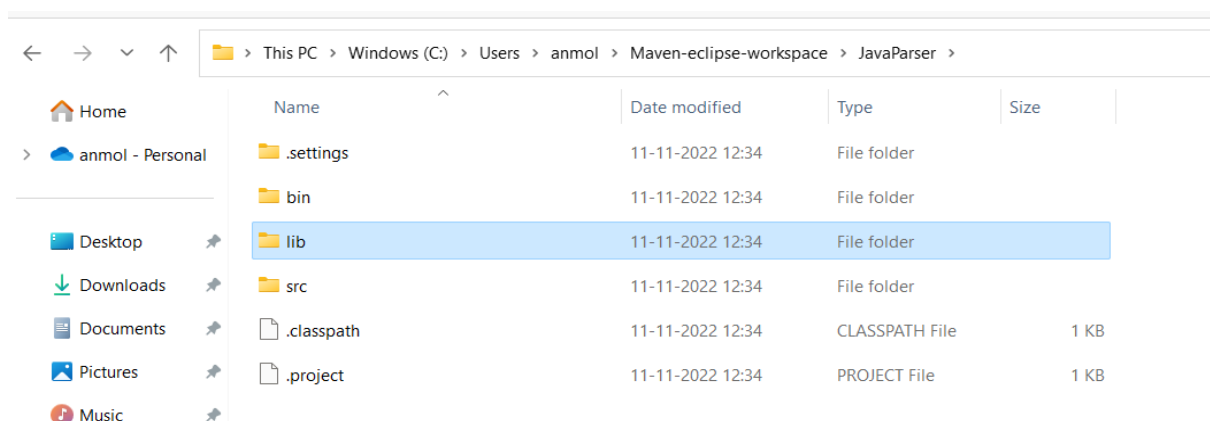 This PC > Windows (C:) > Users > anmol > Maven-eclipse-workspace > JavaParser >
Home
anmol - Personal
Desktop
Downloads
Documents
Pictures
Music
Name Date modified Type Size
.settings 11-11-2022 12:34 File folder
bin 11-11-2022 12:34 File folder
lib 11-11-2022 12:34 File folder
src 11-11-2022 12:34 File folder
.classpath 11-11-2022 12:34 CLASSPATH File 1 KB
.project 11-11-2022 12:34 PROJECT File 1 KB